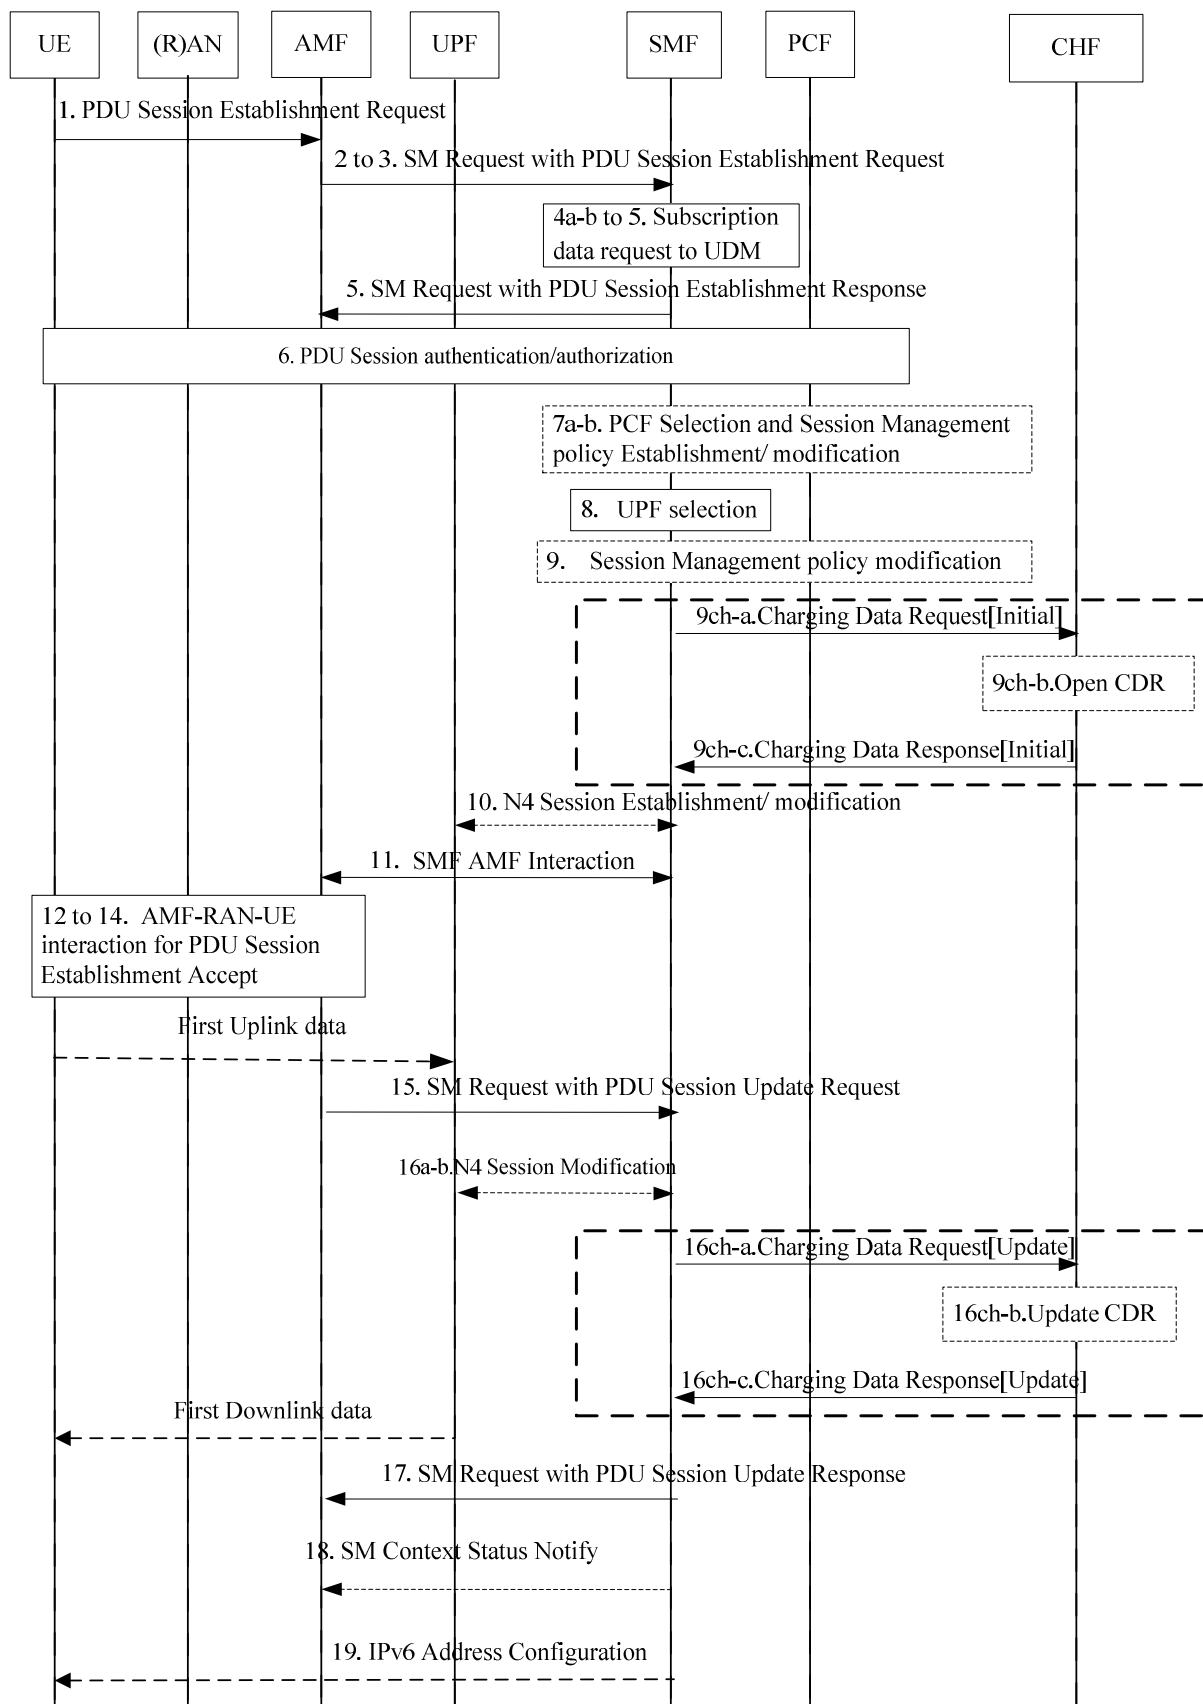 UE
(R)AN
AMF
UPF
SMF
PCF
CHF
1. PDU Session Establishment Request
2 to 3. SM Request with PDU Session Establishment Request
4a-b to 5. Subscription
data request to UDM
5. SM Request with PDU Session Establishment Response
6. PDU Session authentication/authorization
7a-b. PCF Selection and Session Management
policy Establishment/ modification
8. UPF selection
9. Session Management policy modification
9ch-a.Charging Data Request[Initial]
9ch-b.Open CDR
9ch-c.Charging Data Response[Initial]
10. N4 Session Establishment/ modification
11. SMF AMF Interaction
12 to 14. AMF-RAN-UE
interaction for PDU Session
Establishment Accept
First Uplink data
15. SM Request with PDU Session Update Request
16a-b.N4 Session Modification
16ch-a.Charging Data Request[Update]
16ch-b.Update CDR
16ch-c.Charging Data Response[Update]
First Downlink data
17. SM Request with PDU Session Update Response
18. SM Context Status Notify
19. IPv6 Address Configuration